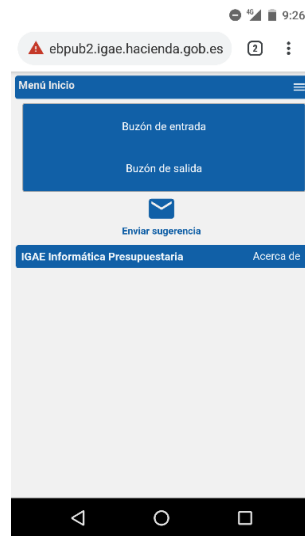 4G 9:26
ebpub2.igae.hacienda.gob.es 2
Menú Inicio
Buzón de entrada
Buzón de salida
Enviar sugerencia
IGAE Informática Presupuestaria Acerca de